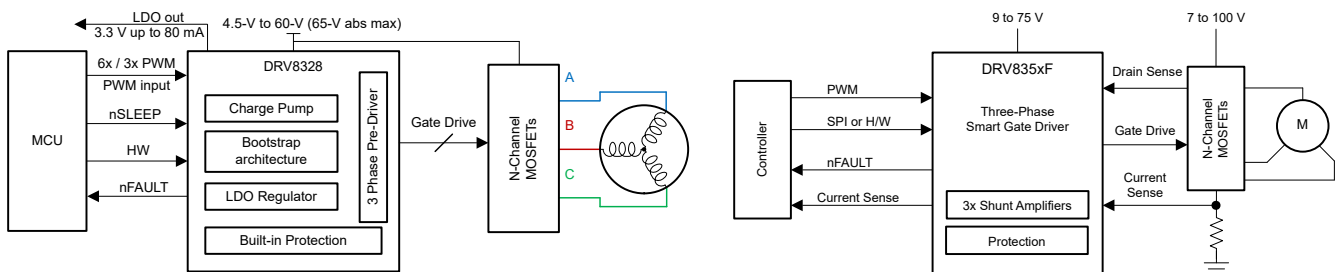 LDO out
3.3 V up to 80 mA
4.5-V to 60-V (65-V abs max)
MCU
6x / 3x PWM
PWM input
nSLEEP
HW
nFAULT
DRV8328
Charge Pump
Bootstrap
architecture
LDO Regulator
Built-in Protection
3 Phase Pre-Driver
Gate Drive
N-Channel
MOSFETs
A
B
C
9 to 75 V
7 to 100 V
Controller
PWM
SPI or H/W
nFAULT
Current Sense
DRV835xF
Three-Phase
Smart Gate Driver
3x Shunt Amplifiers
Protection
Drain Sense
Gate Drive
Current
Sense
N-Channel
MOSFETs
M